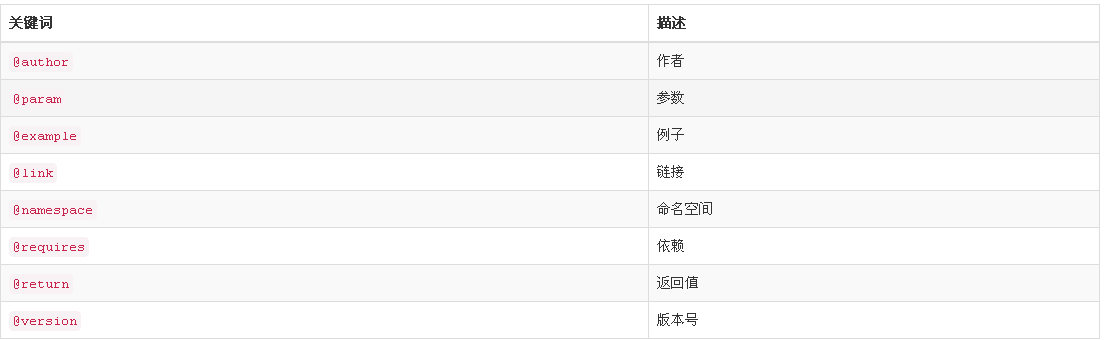 关键词 描述
@author 作者
@param 参数
@example 例子
@link 链接
@namespace 命名空间
@requires 依赖
@return 返回值
@version 版本号